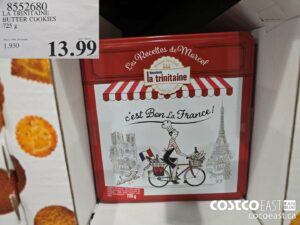 8552680
LA TRINITAINE
BUTTER COOKIES
725 g
1.930
13.99
Les Recettes de Marcel
la trinitaine
c'est Bon La France!
725 g
COSTCO EAST
cocoeast.ca